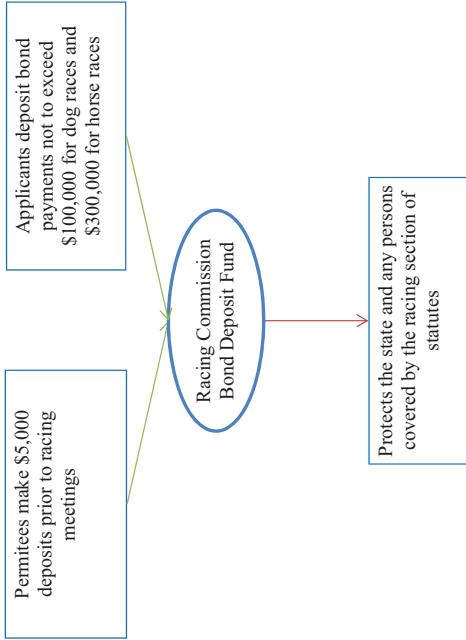 Permitees make $5,000
deposits prior to racing
meetings
Applicants deposit bond
payments not to exceed
$100,000 for dog races and
$300,000 for horse races
Racing Commission
Bond Deposit Fund
Protects the state and any persons
covered by the racing section of
statutes